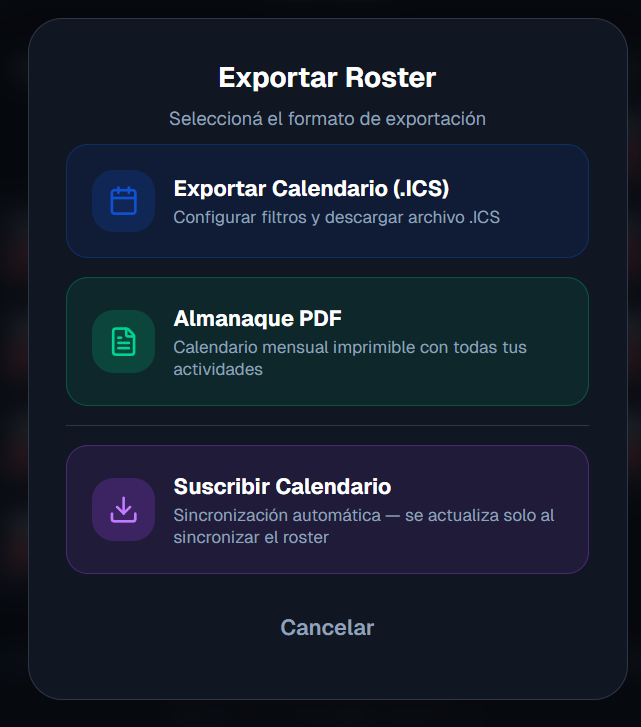 Exportar Roster
Seleccioná el formato de exportación
Exportar Calendario (.ICS)
Configurar filtros y descargar archivo .ICS
Almanaque PDF
Calendario mensual imprimible con todas tus
actividades
Suscribir Calendario
Sincronización automática — se actualiza solo al
sincronizar el roster
Cancelar